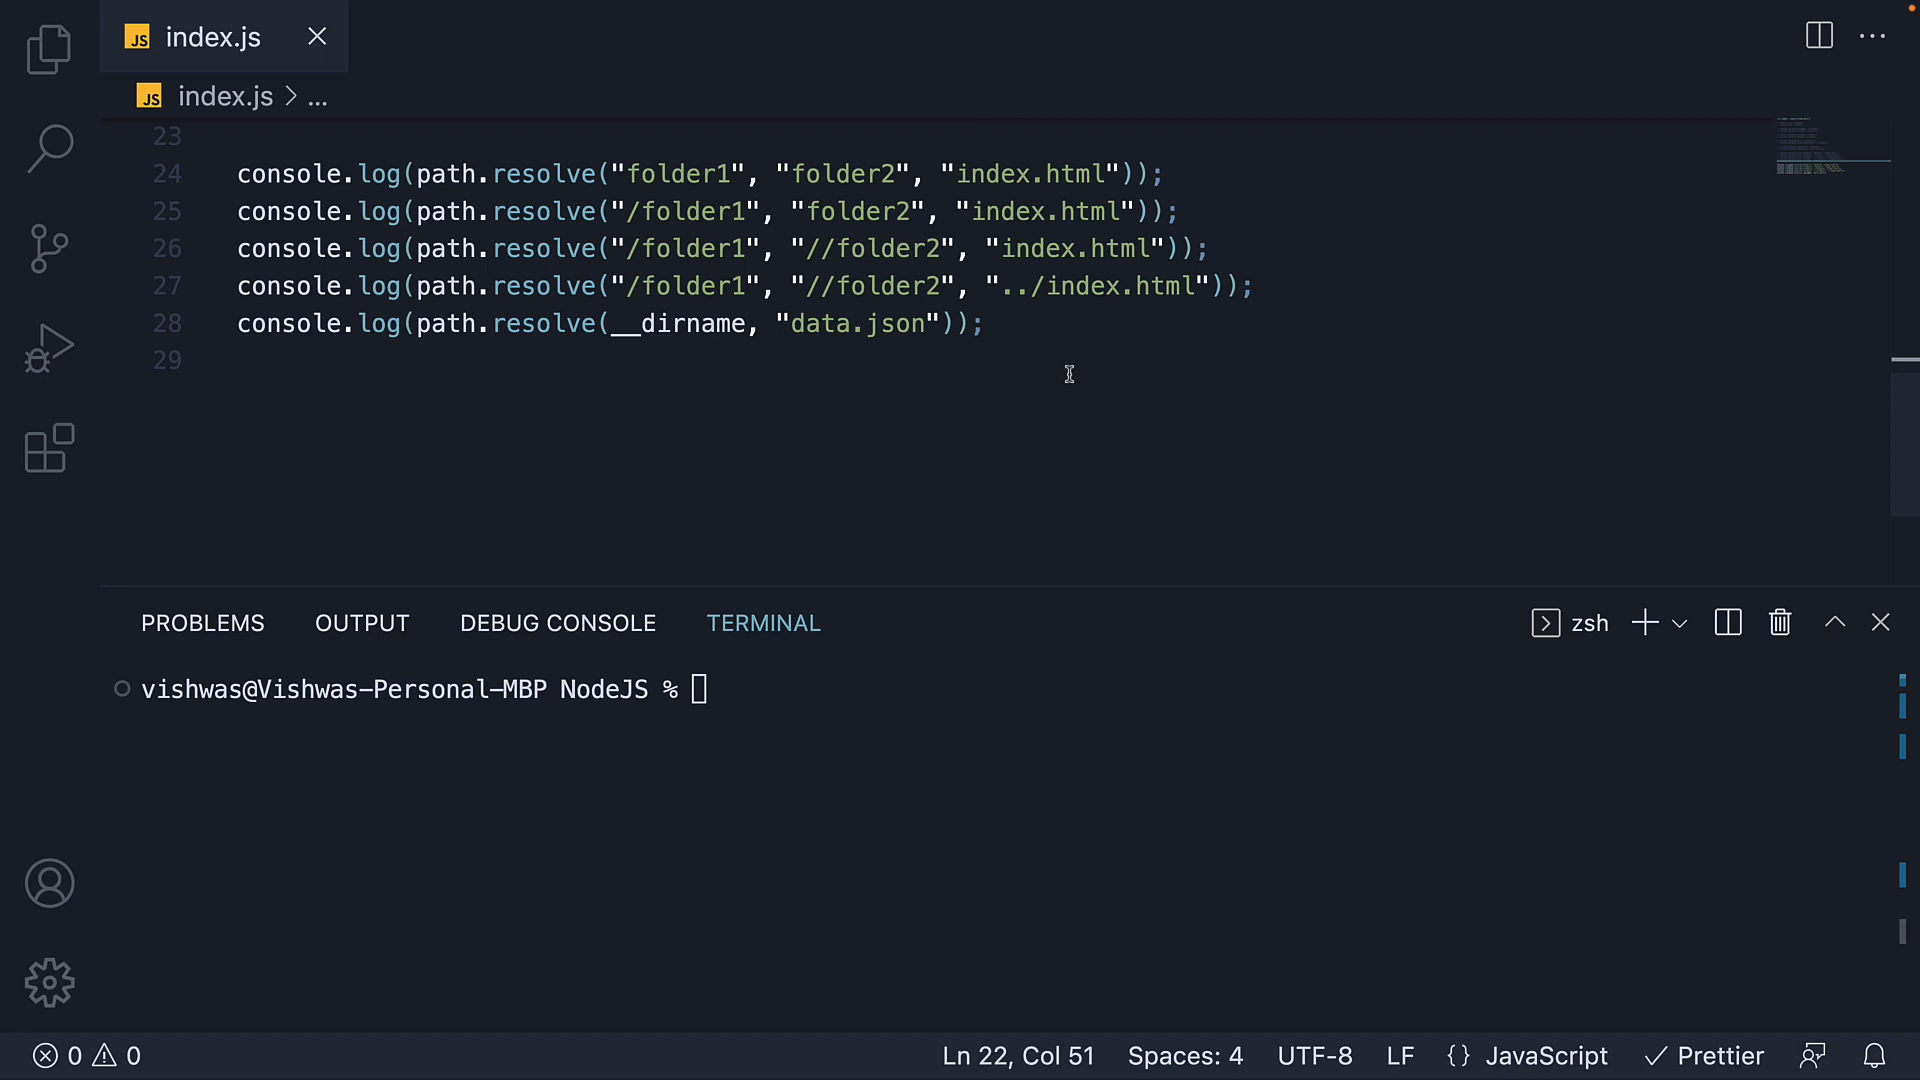 JS index.js
JS index.js > ...
23
24 console.log(path.resolve("folder1", "folder2", "index.html"));
25 console.log(path.resolve("/folder1", "folder2", "index.html"));
26 console.log(path.resolve("/folder1", "//folder2", "index.html"));
27 console.log(path.resolve("/folder1", "//folder2", "../index.html"));
28 console.log(path.resolve(__dirname, "data.json"));
29
PROBLEMS OUTPUT DEBUG CONSOLE TERMINAL zsh
vishwas@Vishwas-Personal-MBP NodeJS %
0 0 Ln 22, Col 51 Spaces: 4 UTF-8 LF {} JavaScript Prettier